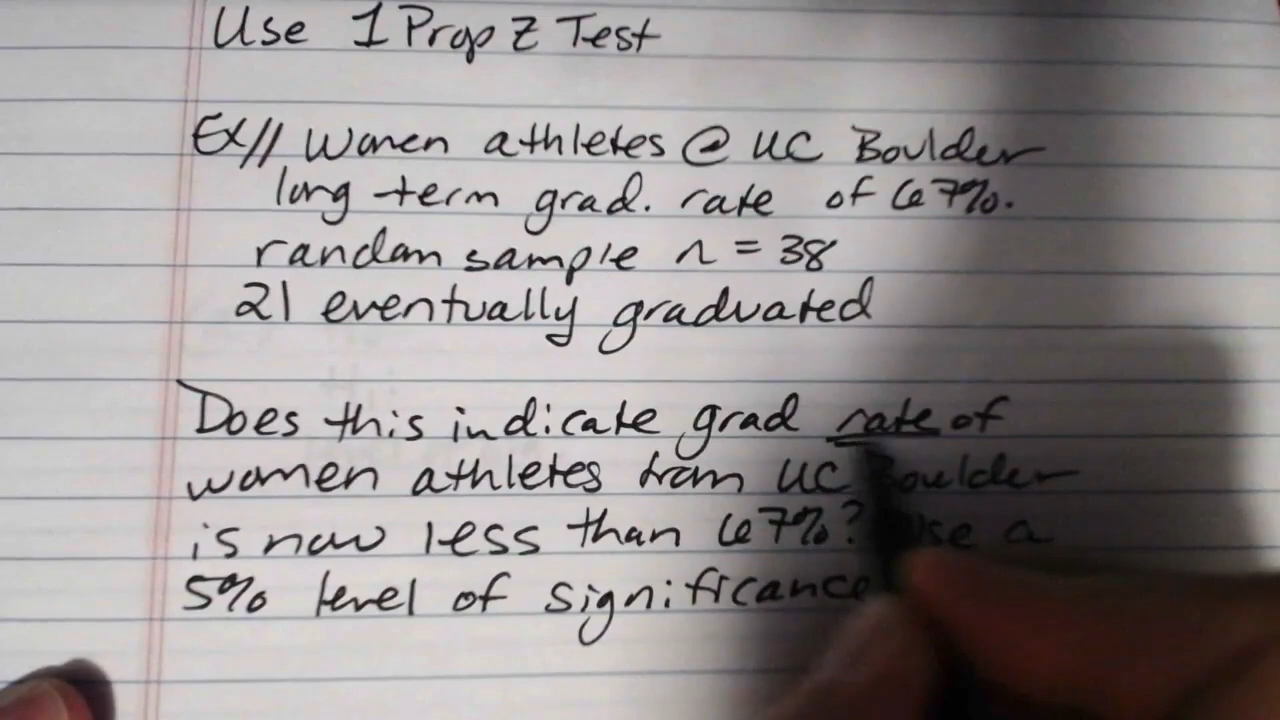 Use 1 Prop Z Test
Ex// Women athletes @ UC Boulder
long term grad. rate of 67%.
random sample n = 38
21 eventually graduated
Does this indicate grad rate of
women athletes from UC Boulder
is now less than 67%? Use a
5% level of significance